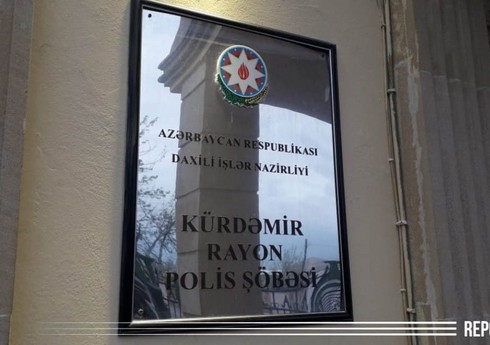 AZƏRBAYCAN RESPUBLİKASI
DAXİLİ İŞLƏR NAZİRLİYİ
KÜRDƏMİR
RAYON
POLİS ŞÖBƏSİ
REP